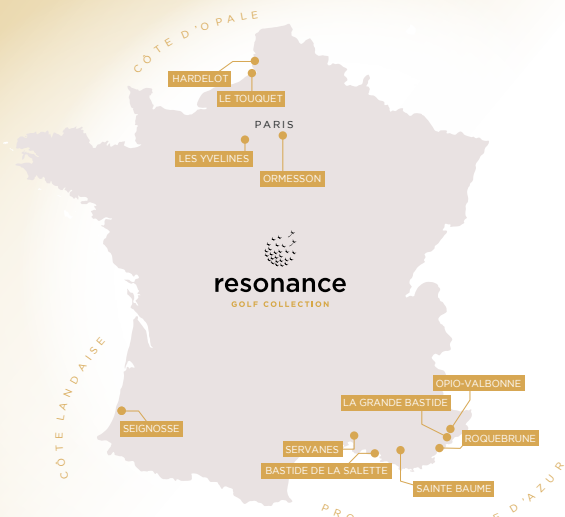 CÔTE D'OPALE
HARDELOT
LE TOUQUET
PARIS
LES YVELINES
ORMESSON
resonance
GOLF COLLECTION
CÔTE LANDAISE
OPIO-VALBONNE
LA GRANDE BASTIDE
SEIGNOSSE
ROQUEBRUNE
SERVANES
BASTIDE DE LA SALETTE
SAINTE BAUME
D'AZUR